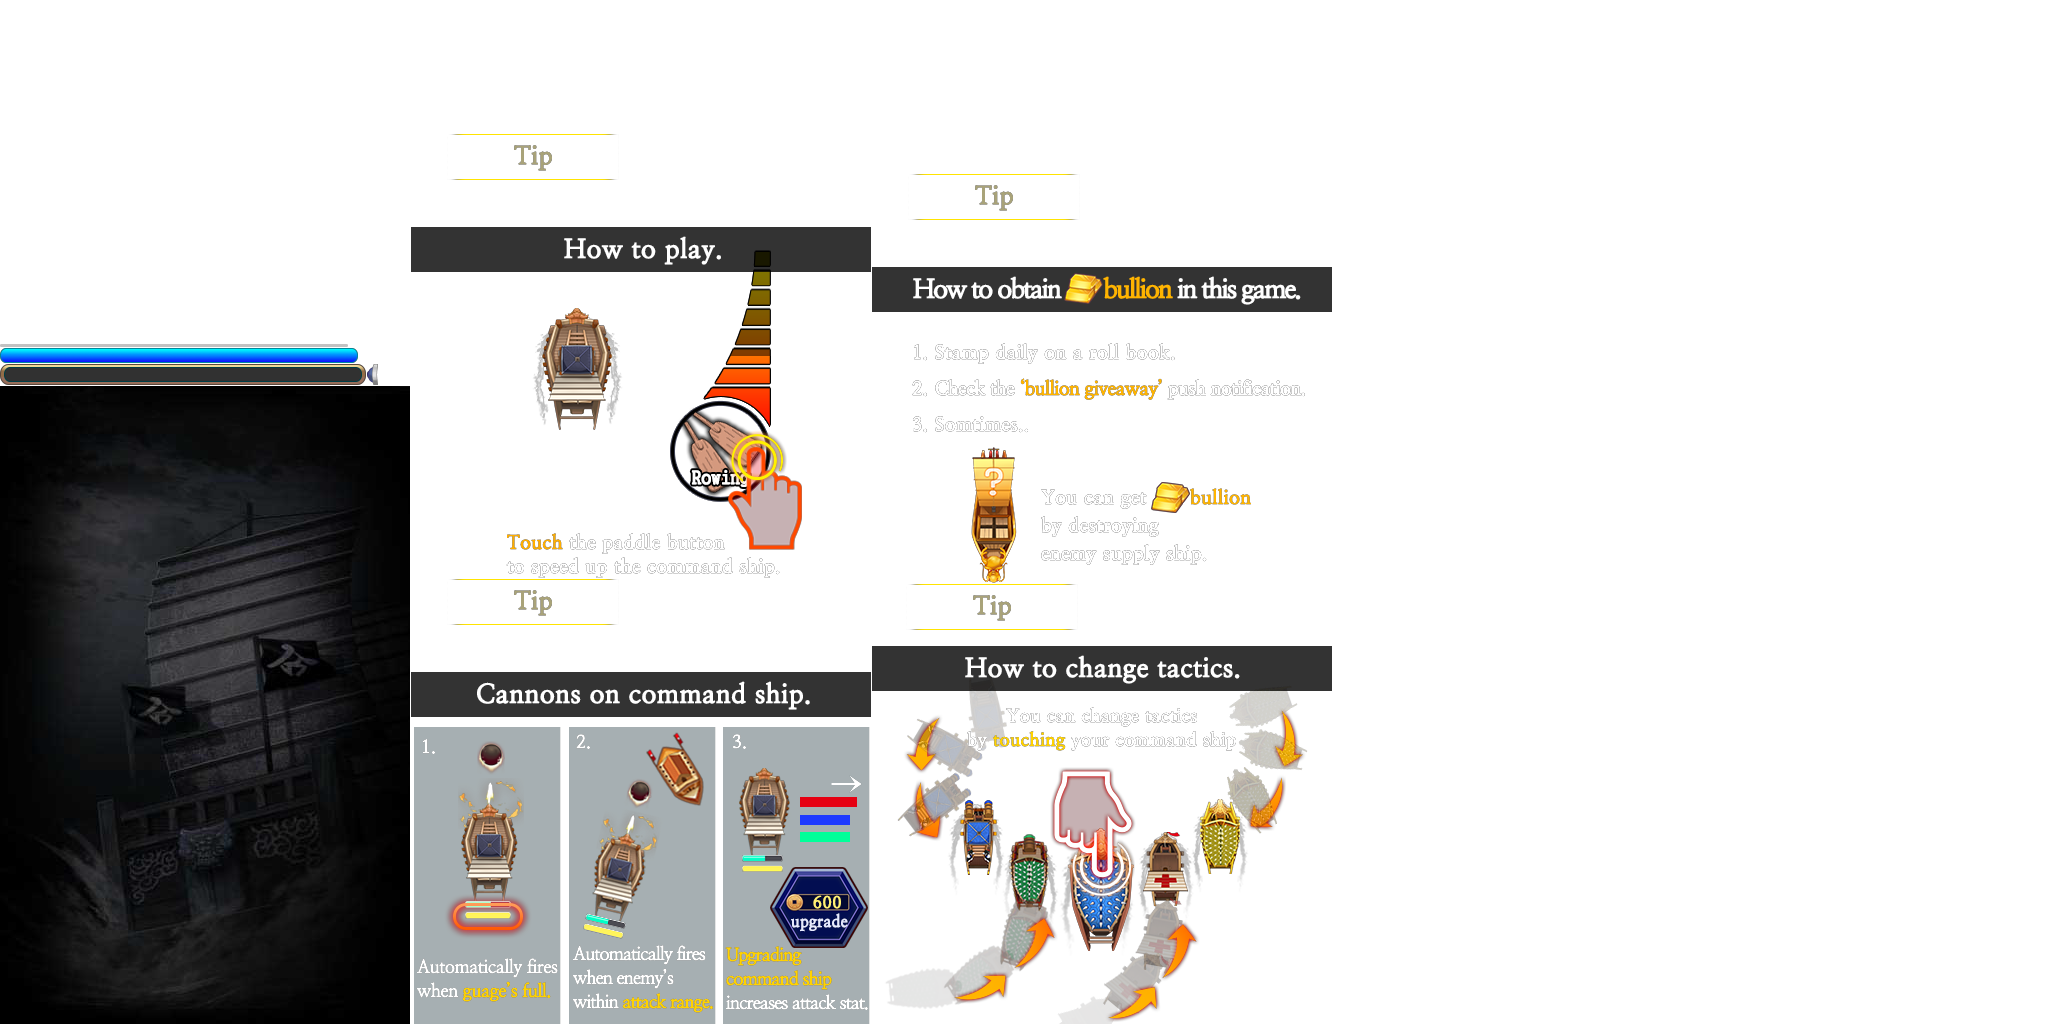 Tip
How to play.
Rowing
Touch the paddle button
to speed up the command ship.
Tip
Cannons on command ship.
1.
Automatically fires
when guage's full.
2.
Automatically fires
when enemy's
within attack range.
3.
600
upgrade
Upgrading
command ship
increases attack stat.
Tip
How to obtain bullion in this game.
1. Stamp daily on a roll book.
2. Check the 'bullion giveaway' push notification.
3. Somtimes..
?
You can get bullion
by destroying
enemy supply ship.
Tip
How to change tactics.
You can change tactics
by touching your command ship